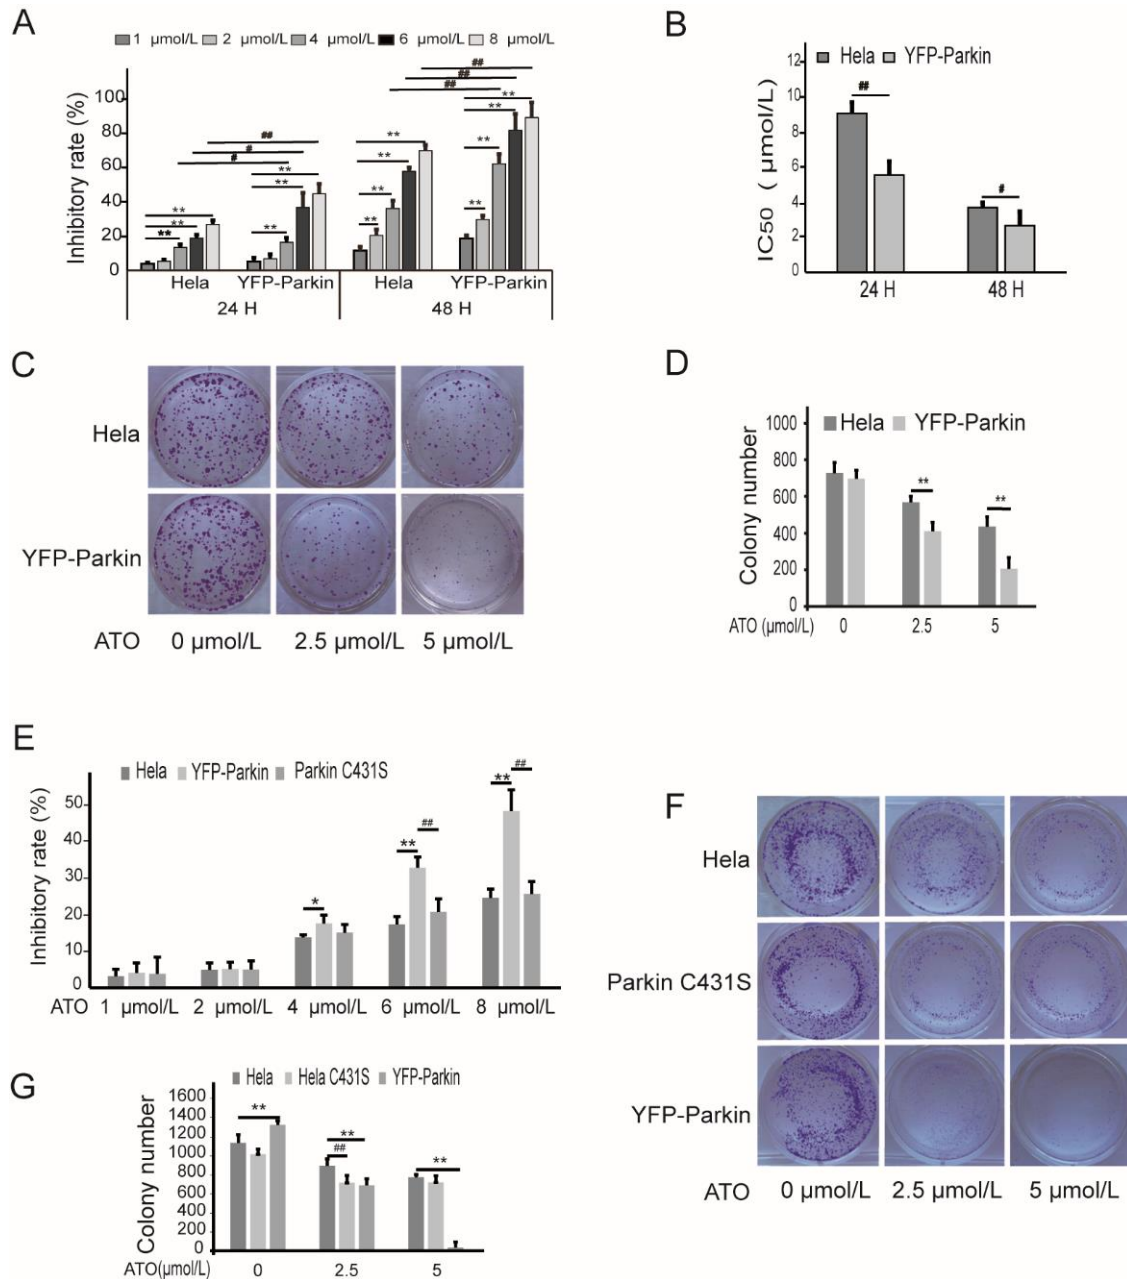 A
1 μmol/L 2 μmol/L 4 μmol/L 6 μmol/L 8 μmol/L
Inhibitory rate (%)
100
80
60
40
20
0
##
##
##
##
#
#
** ** **
** ** ** **
** ** ** **
** ** ** **
Hela YFP-Parkin Hela YFP-Parkin
24 H 48 H
B
Hela YFP-Parkin
IC50 ( μmol/L)
12
10
8
6
4
2
0
##
#
24 H 48 H
C
Hela
YFP-Parkin
ATO 0 μmol/L 2.5 μmol/L 5 μmol/L
D
Hela YFP-Parkin
Colony number
1000
800
600
400
200
0
** **
ATO (μmol/L) 0 2.5 5
E
Hela YFP-Parkin Parkin C431S
Inhibitory rate (%)
50
40
30
20
10
0
* ** ## ** ##
ATO 1 μmol/L 2 μmol/L 4 μmol/L 6 μmol/L 8 μmol/L
F
Hela
Parkin C431S
YFP-Parkin
ATO 0 μmol/L 2.5 μmol/L 5 μmol/L
G
Hela Hela C431S YFP-Parkin
Colony number
1600
1400
1200
1000
800
600
400
200
0
** ** **
##
ATO(μmol/L) 0 2.5 5